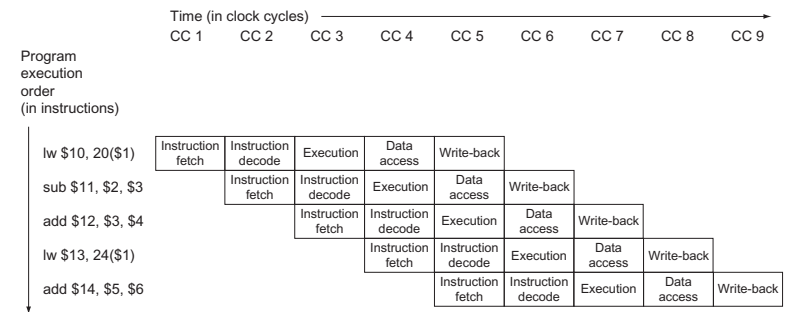 Time (in clock cycles)
CC 1 CC 2 CC 3 CC 4 CC 5 CC 6 CC 7 CC 8 CC 9
Program
execution
order
(in instructions)
lw $10, 20($1)
Instruction fetch
Instruction decode
Execution
Data access
Write-back
sub $11, $2, $3
Instruction fetch
Instruction decode
Execution
Data access
Write-back
add $12, $3, $4
Instruction fetch
Instruction decode
Execution
Data access
Write-back
lw $13, 24($1)
Instruction fetch
Instruction decode
Execution
Data access
Write-back
add $14, $5, $6
Instruction fetch
Instruction decode
Execution
Data access
Write-back